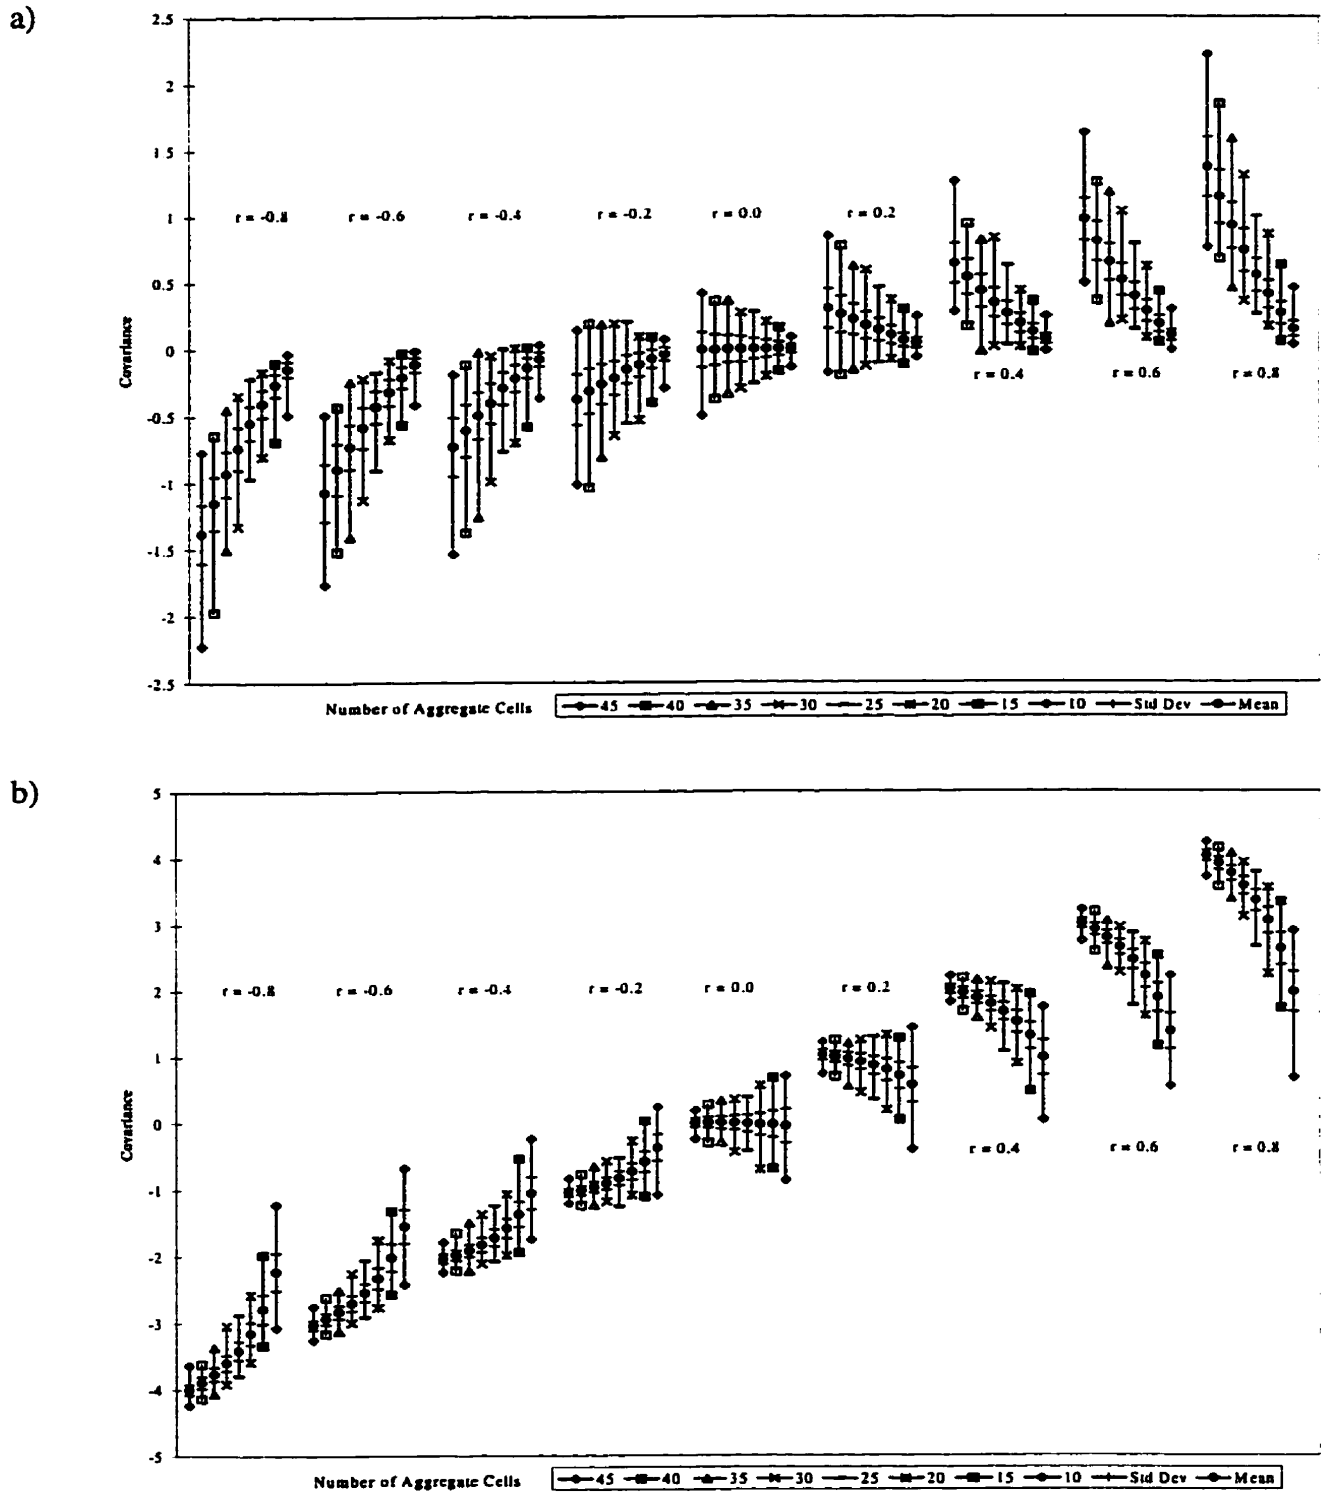 a)
2.5
2
1 5
1
0.5
0
-0.5
-1
-1.5
-2
-2.5
Covariance
r = -0.8 r = -0.6 r = -0.4 r = -0.2 r = 0.0 r = 0.2
r = 0.4 r = 0.6 r = 0.8
Number of Aggregate Cells 45 40 35 30 25 20 15 10 Std Dev Mean
b)
5
4
3
2
1
0
-1
-2
-3
-4
-5
Covariance
r = -0.8 r = -0.6 r = -0.4 r = -0.2 r = 0.0 r = 0.2
r = 0.4 r = 0.6 r = 0.8
Number of Aggregate Cells 45 40 35 30 25 20 15 10 Std Dev Mean